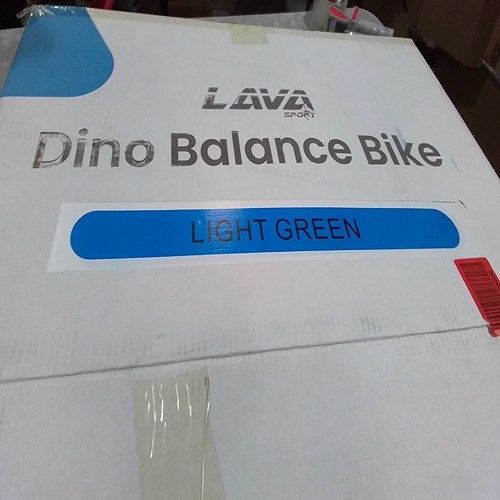 LAVA
SPORT
Dino Balance Bike
LIGHT GREEN